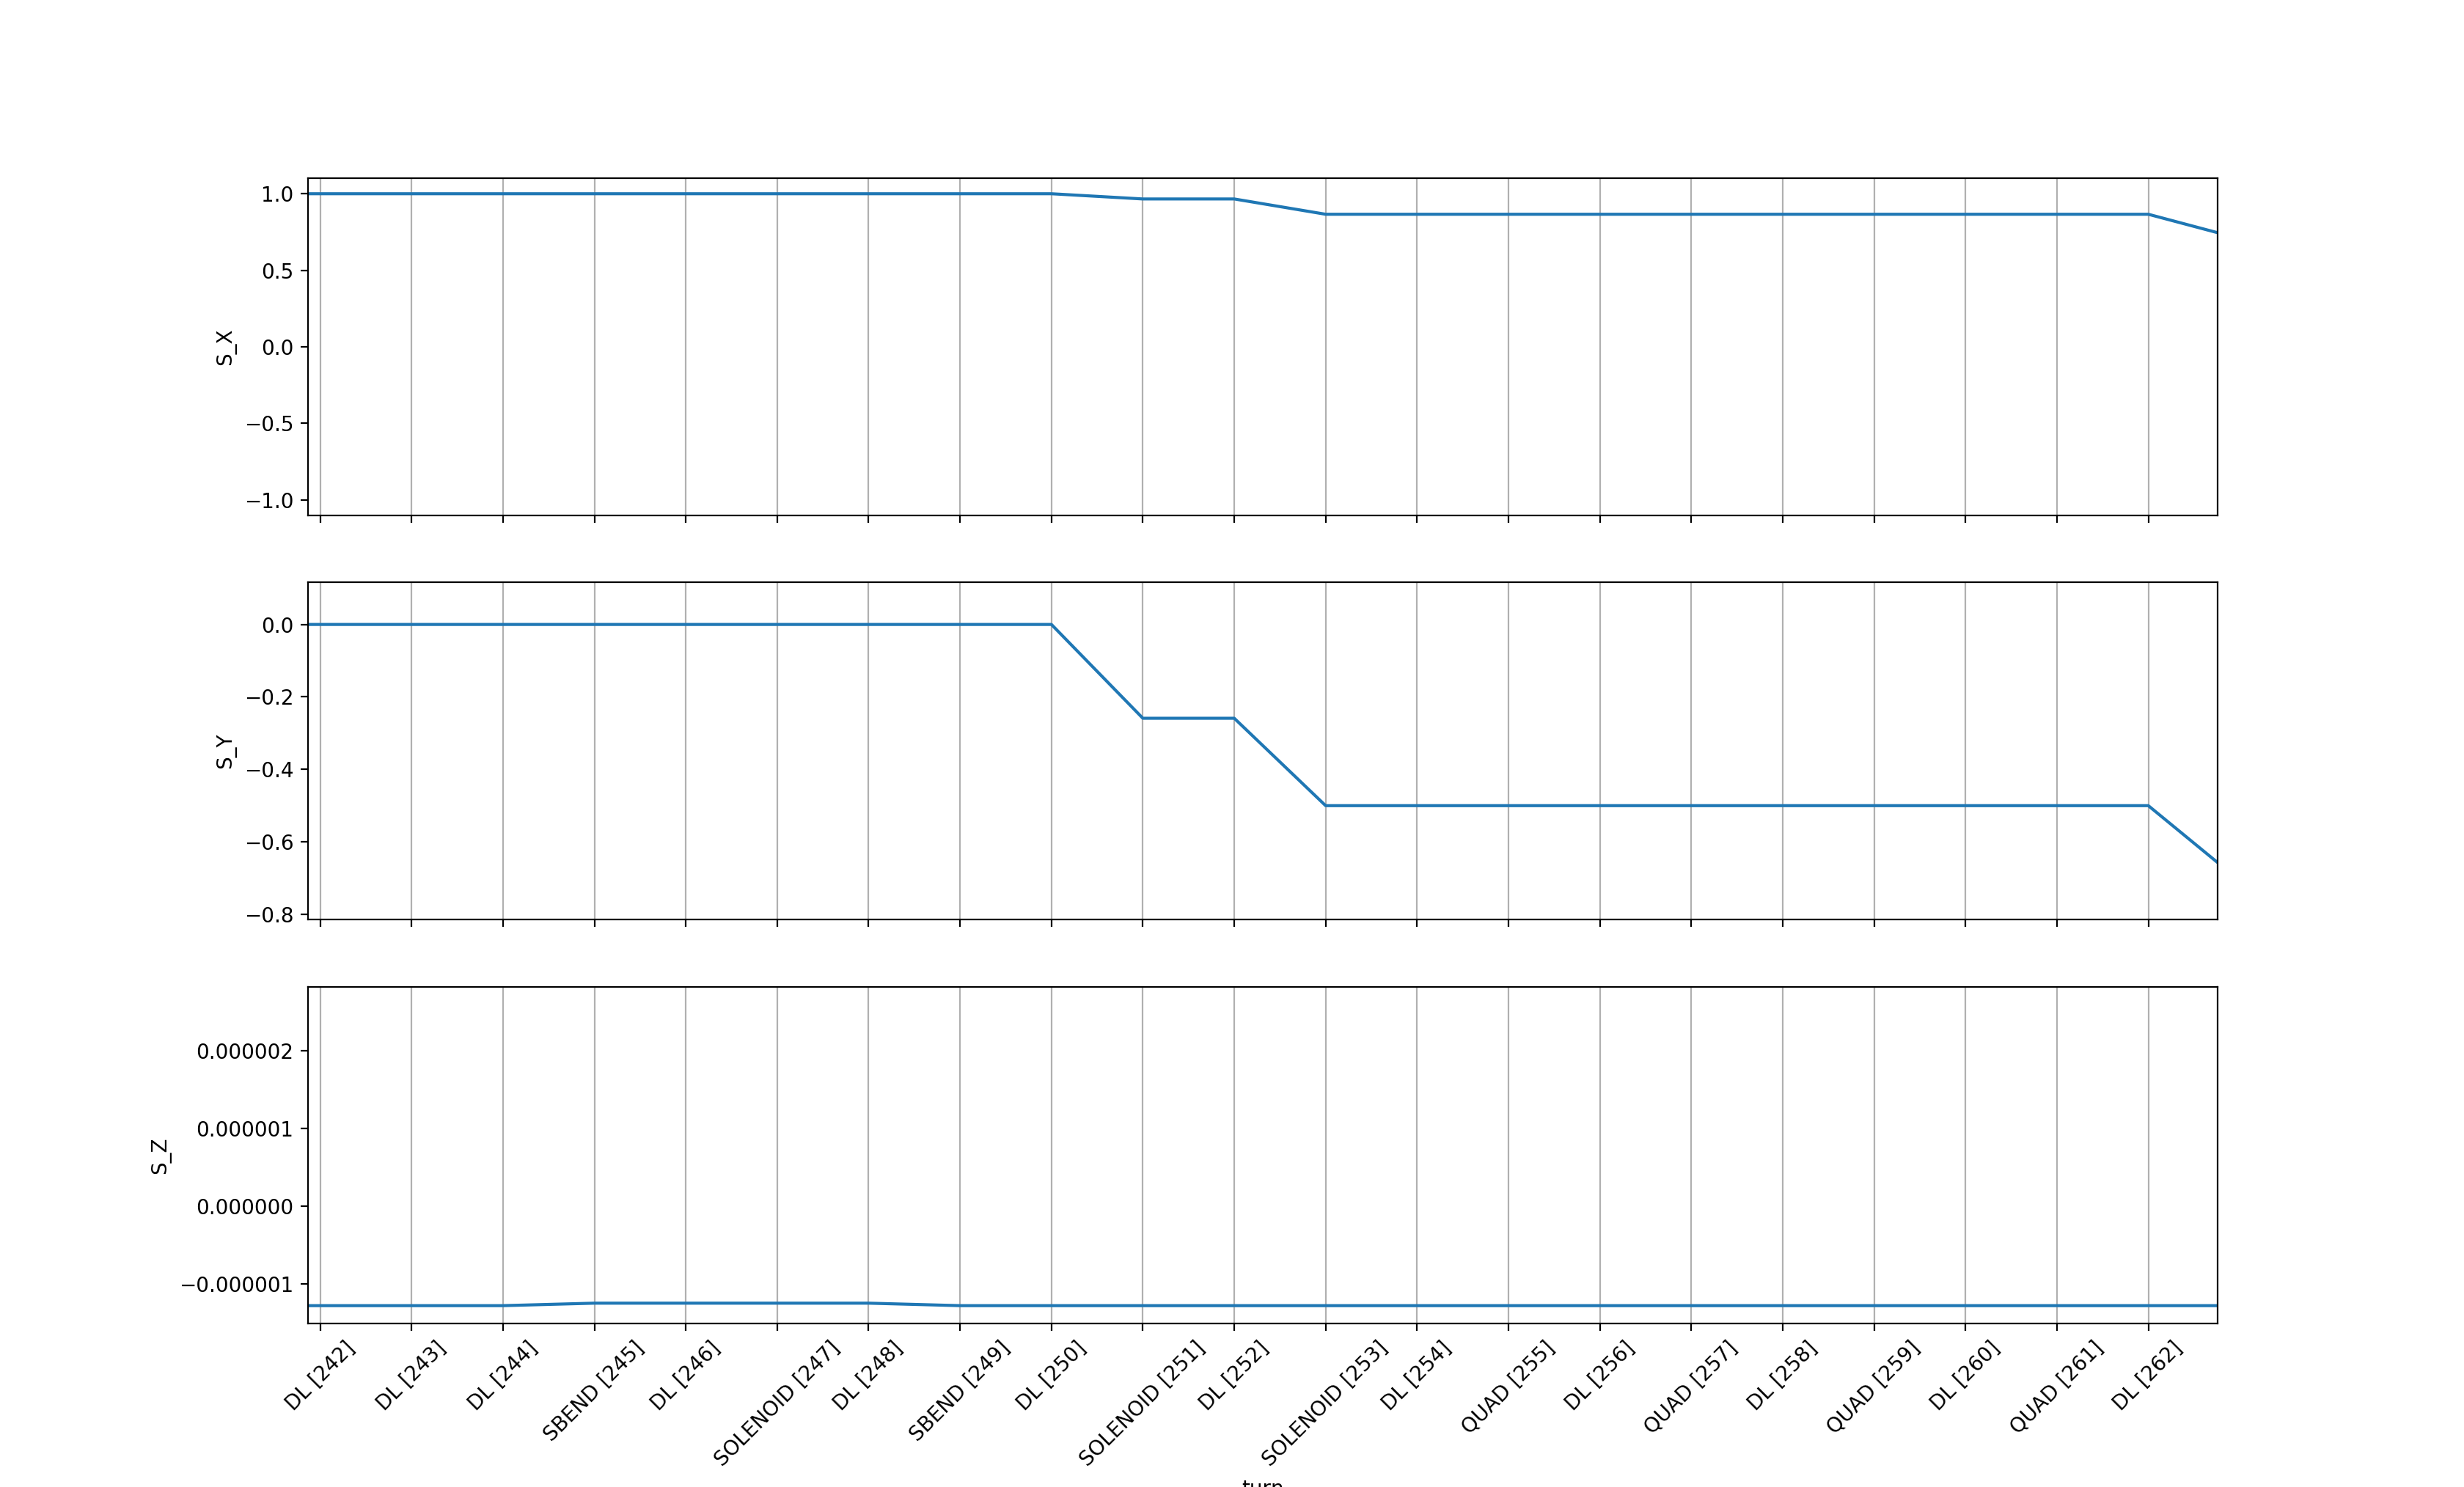 1.0
0.5
0.0
−0.5
−1.0
S_X
0.0
−0.2
−0.4
−0.6
−0.8
S_Y
0.000002
0.000001
0.000000
−0.000001
S_Z
DL [242]
DL [243]
DL [244]
SBEND [245]
DL [246]
SOLENOID [247]
DL [248]
SBEND [249]
DL [250]
SOLENOID [251]
DL [252]
SOLENOID [253]
DL [254]
QUAD [255]
DL [256]
QUAD [257]
DL [258]
QUAD [259]
DL [260]
QUAD [261]
DL [262]
turn